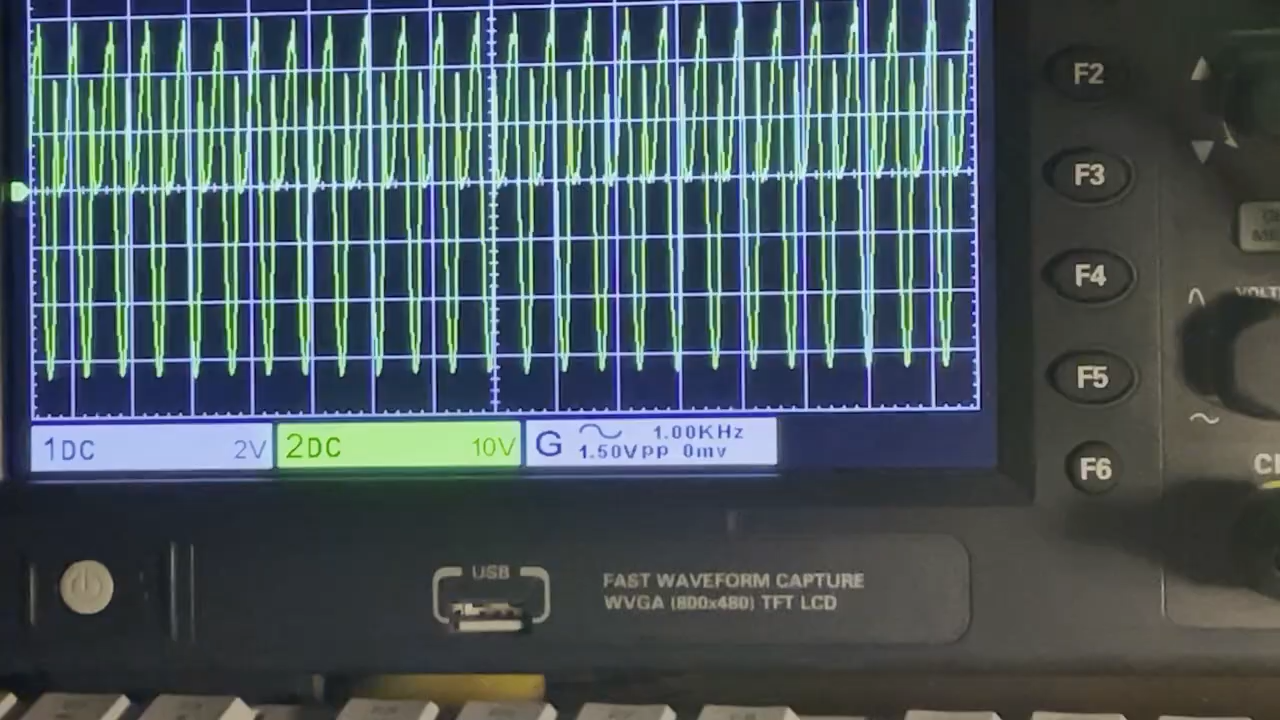 F2
F3
F4
F5
F6
1DC 2V
2DC 10V
G 1.00KHz
1.50VPP 0mv
USB
FAST WAVEFORM CAPTURE
WVGA (800x480) TFT LCD